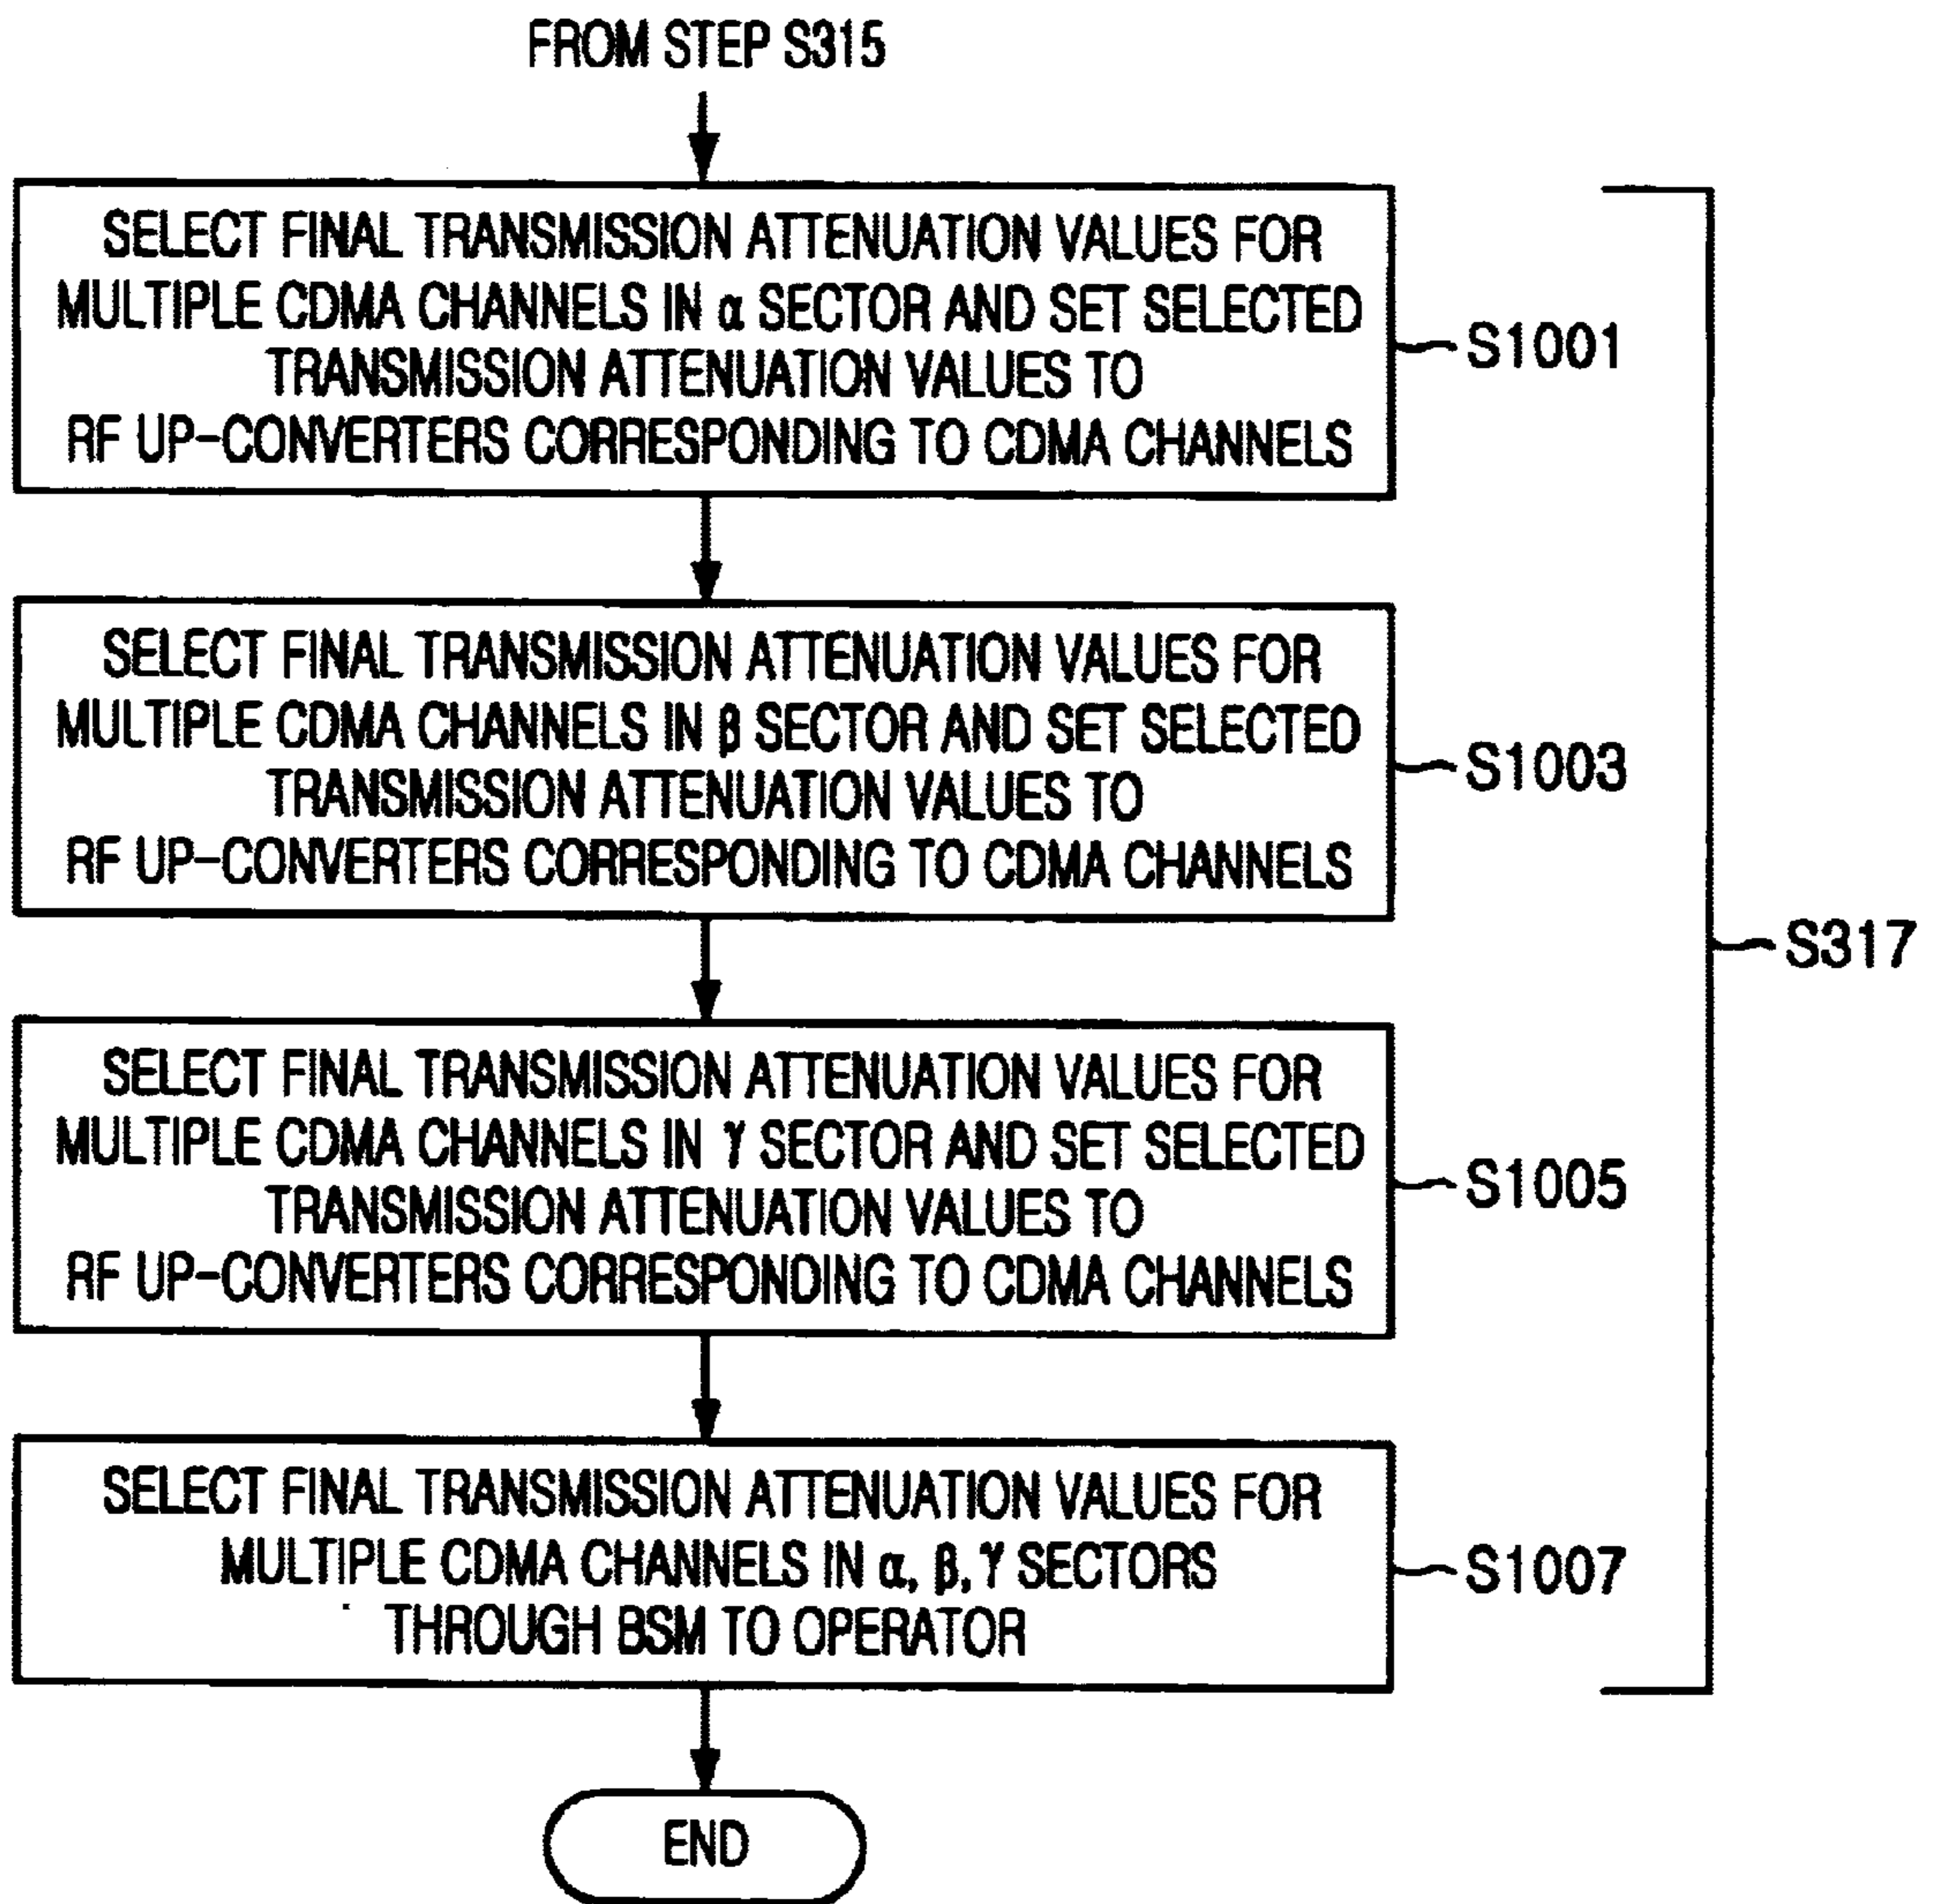 FROM STEP S315
SELECT FINAL TRANSMISSION ATTENUATION VALUES FOR
MULTIPLE CDMA CHANNELS IN α SECTOR AND SET SELECTED
TRANSMISSION ATTENUATION VALUES TO
RF UP-CONVERTERS CORRESPONDING TO CDMA CHANNELS
S1001
SELECT FINAL TRANSMISSION ATTENUATION VALUES FOR
MULTIPLE CDMA CHANNELS IN β SECTOR AND SET SELECTED
TRANSMISSION ATTENUATION VALUES TO
RF UP-CONVERTERS CORRESPONDING TO CDMA CHANNELS
S1003
S317
SELECT FINAL TRANSMISSION ATTENUATION VALUES FOR
MULTIPLE CDMA CHANNELS IN γ SECTOR AND SET SELECTED
TRANSMISSION ATTENUATION VALUES TO
RF UP-CONVERTERS CORRESPONDING TO CDMA CHANNELS
S1005
SELECT FINAL TRANSMISSION ATTENUATION VALUES FOR
MULTIPLE CDMA CHANNELS IN α, β, γ SECTORS
THROUGH BSM TO OPERATOR
S1007
END